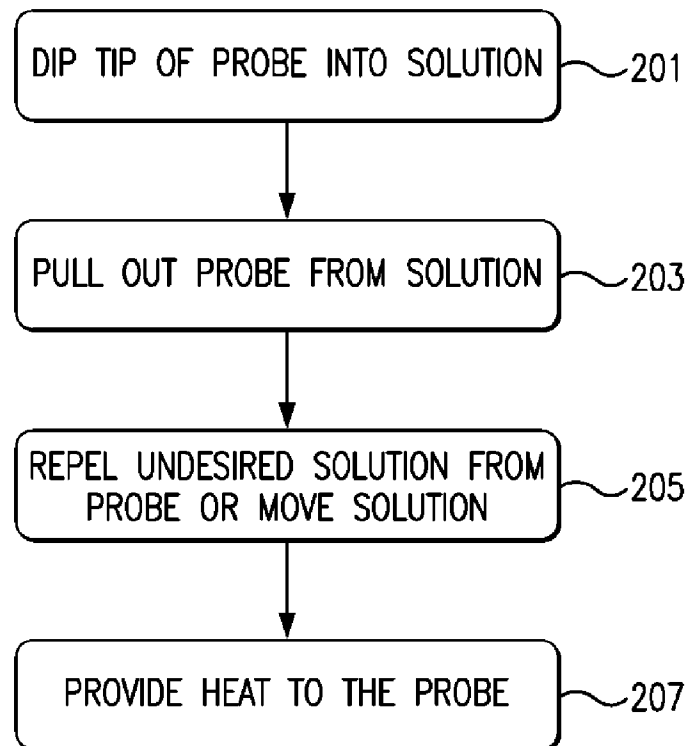 DIP TIP OF PROBE INTO SOLUTION 201
PULL OUT PROBE FROM SOLUTION 203
REPEL UNDESIRED SOLUTION FROM
PROBE OR MOVE SOLUTION 205
PROVIDE HEAT TO THE PROBE 207